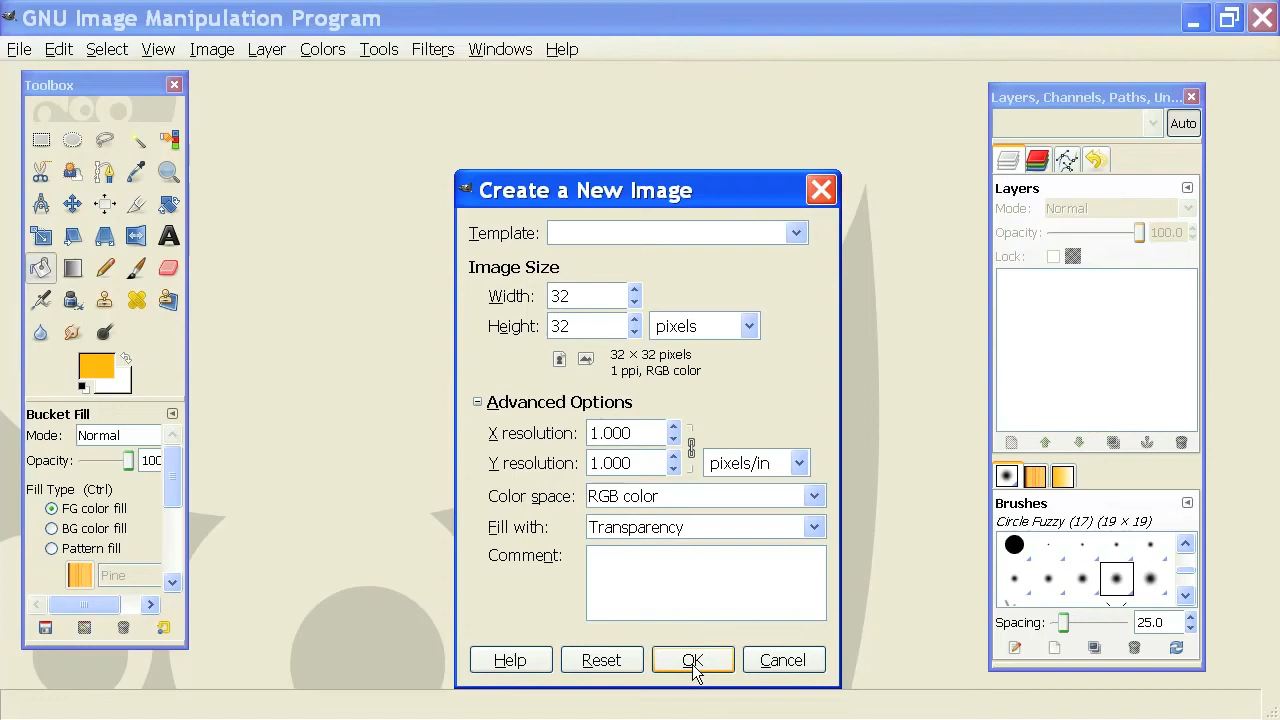 GNU Image Manipulation Program
File Edit Select View Image Layer Colors Tools Filters Windows Help
Toolbox
Bucket Fill
Mode: Normal
Opacity: 100
Fill Type (Ctrl)
FG color fill
BG color fill
Pattern fill
Pine
Create a New Image
Template:
Image Size
Width: 32
Height: 32 pixels
32 × 32 pixels
1 ppi, RGB color
Advanced Options
X resolution: 1.000
Y resolution: 1.000 pixels/in
Color space: RGB color
Fill with: Transparency
Comment:
Help Reset OK Cancel
Layers, Channels, Paths, Un...
Auto
Layers
Mode: Normal
Opacity: 100.0
Lock:
Brushes
Circle Fuzzy (17) (19 × 19)
Spacing: 25.0